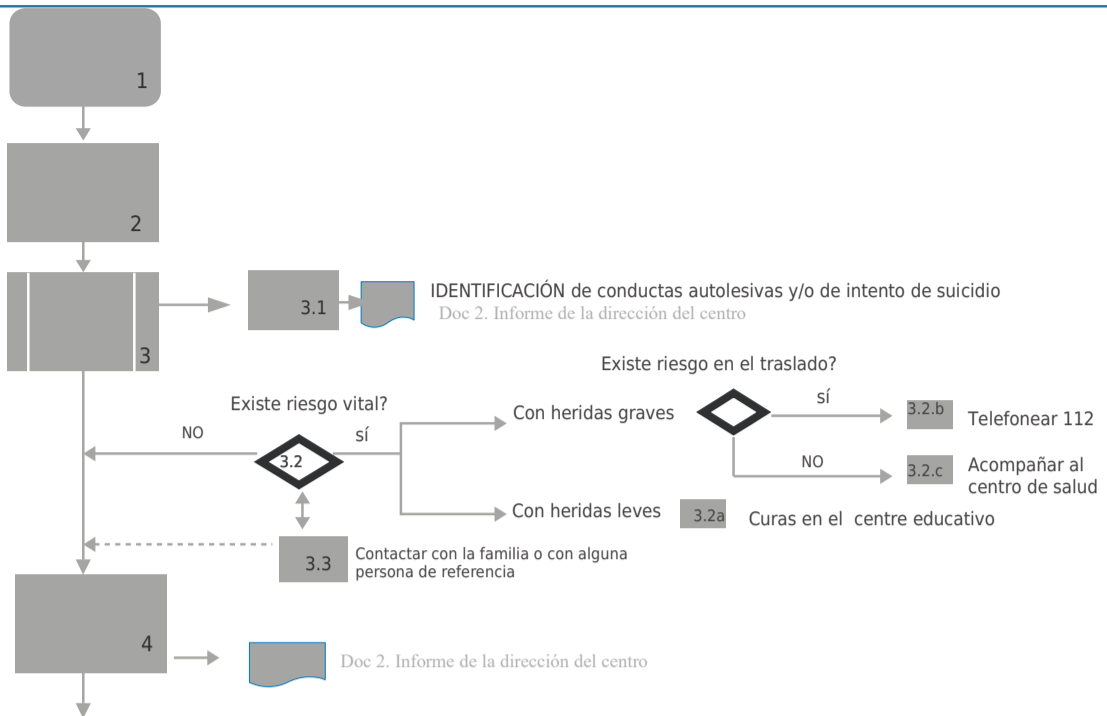 1
2
3
3.1
IDENTIFICACIÓN de conductas autolesivas y/o de intento de suicidio
Doc 2. Informe de la dirección del centro
Existe riesgo en el traslado?
Existe riesgo vital?
NO
3.2
sí
Con heridas graves
sí
3.2.b
Telefonear 112
NO
3.2.c
Acompañar al
centro de salud
Con heridas leves
3.2a
Curas en el centre educativo
3.3
Contactar con la familia o con alguna
persona de referencia
4
Doc 2. Informe de la dirección del centro